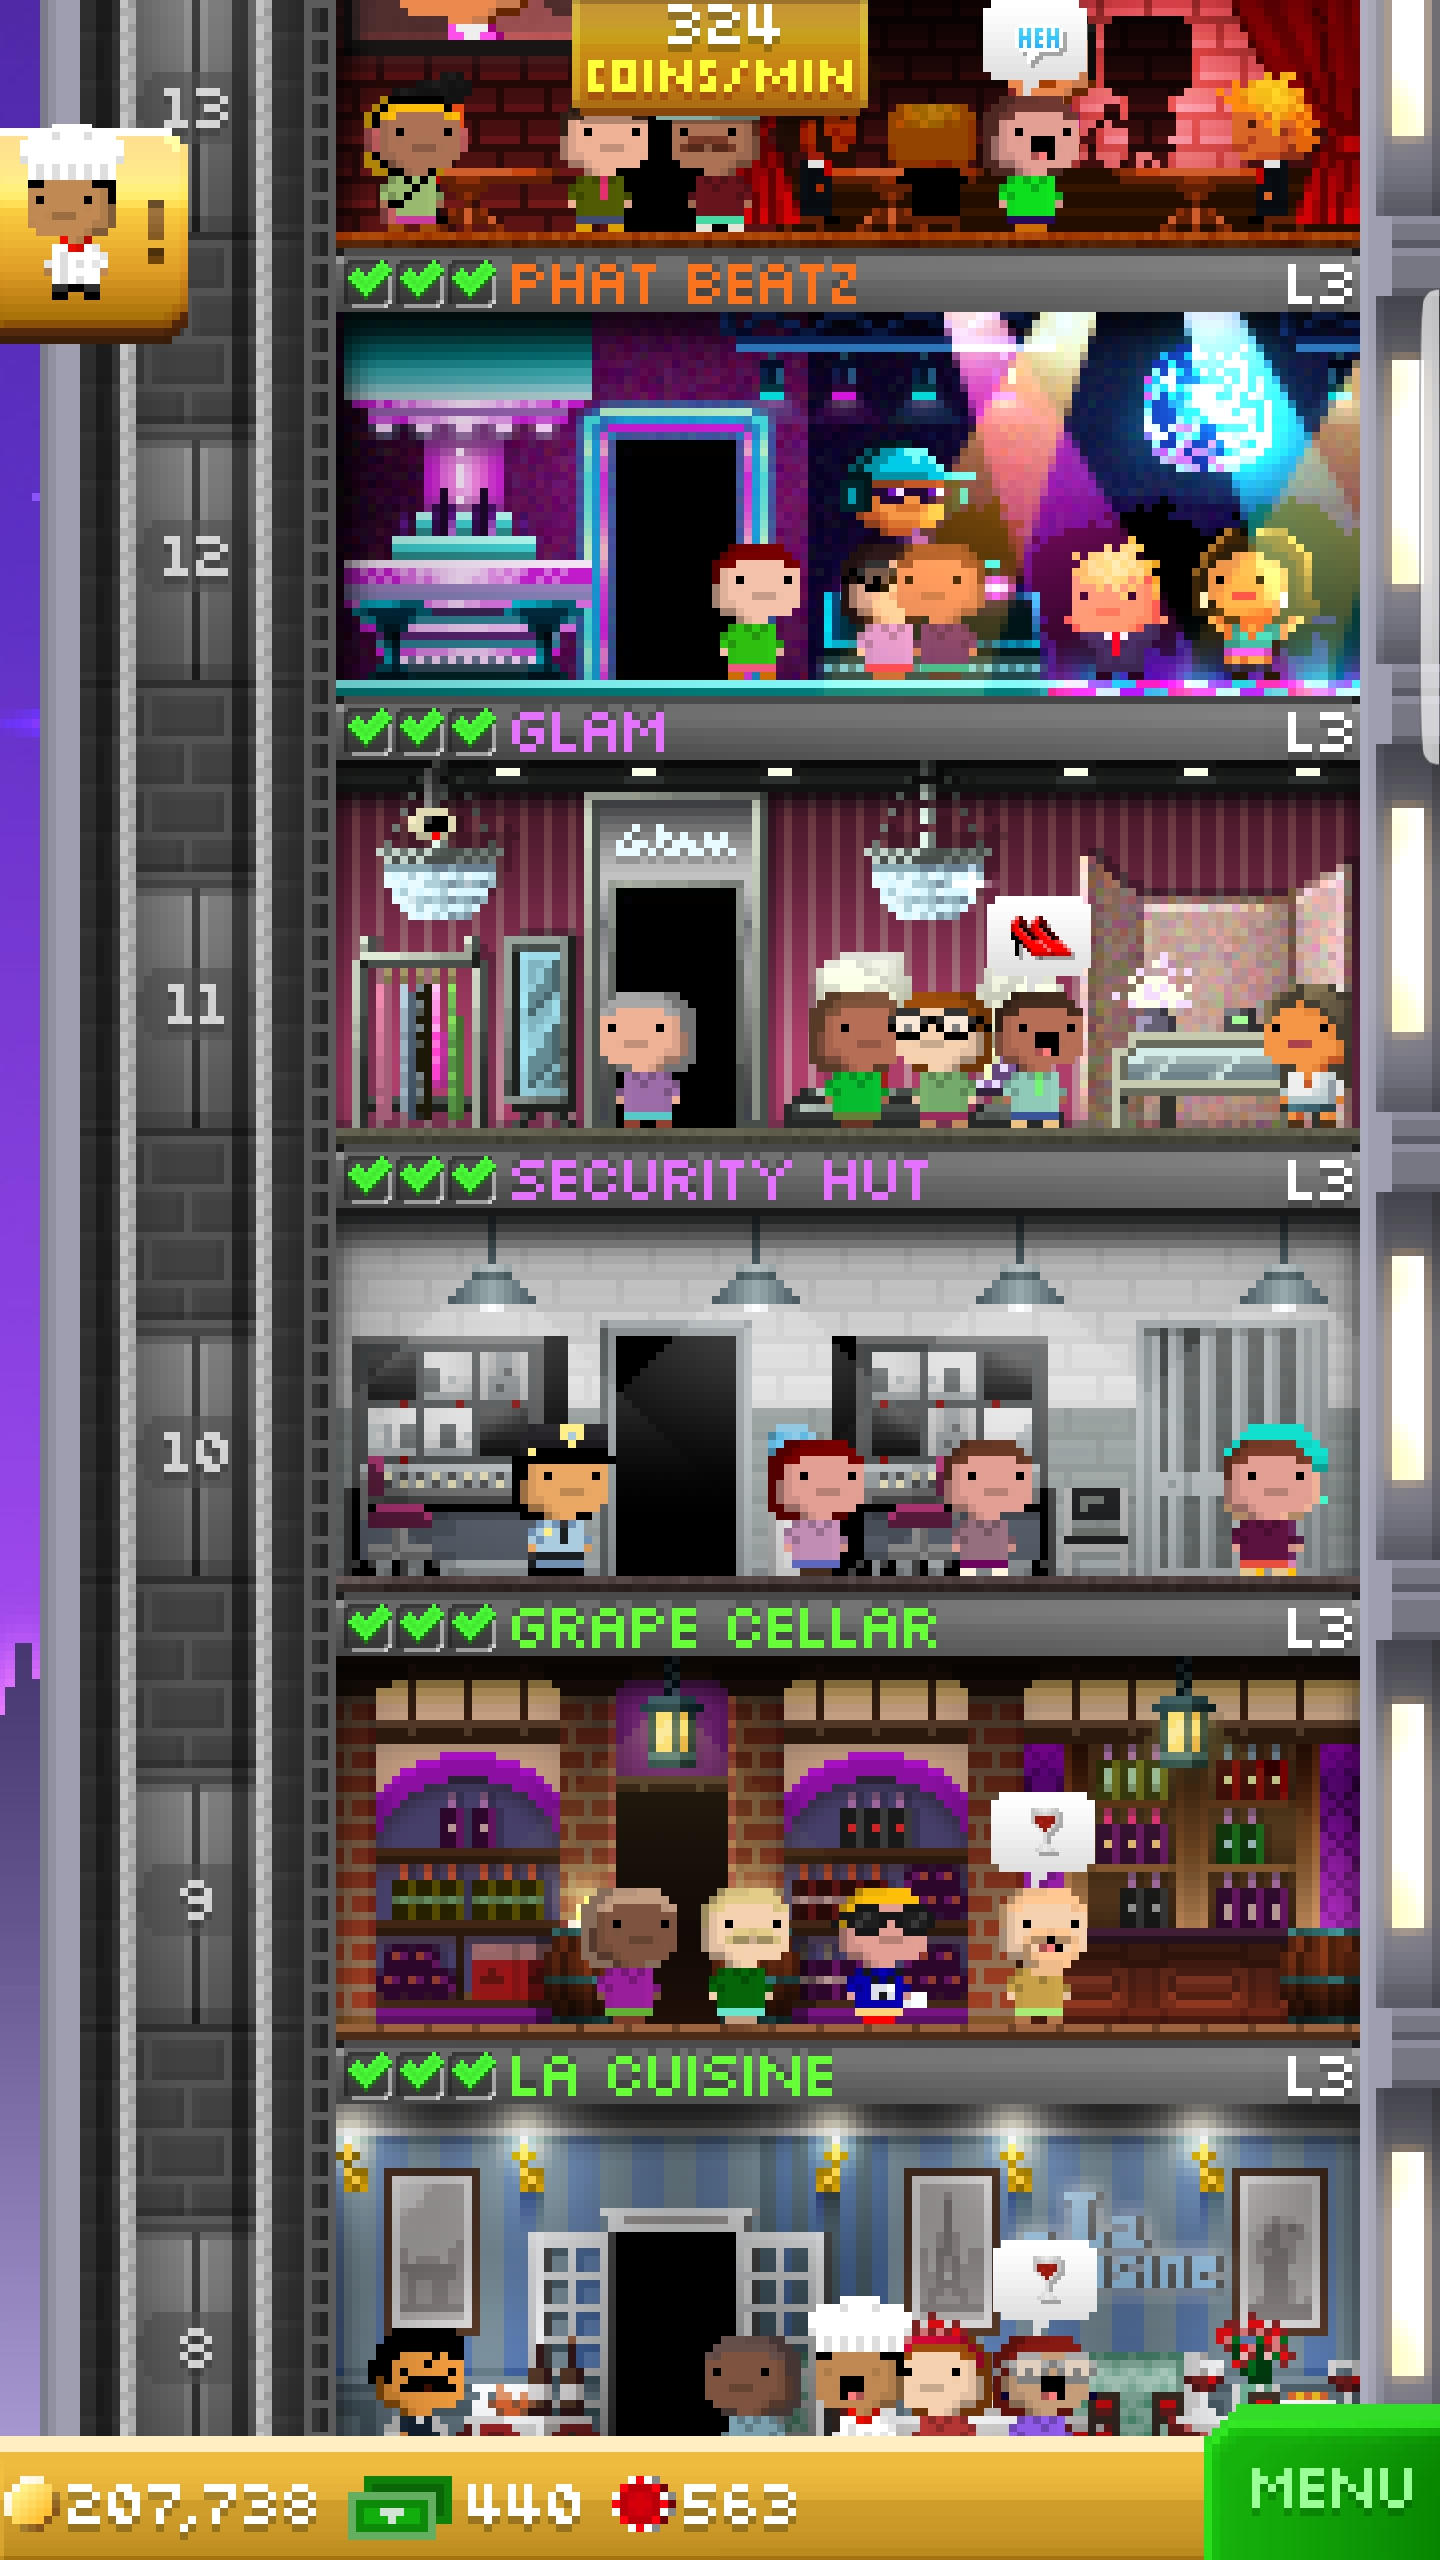 324
COINS/MIN
HEH
13
!
PHAT BEATZ L3
12
GLAM L3
Glam
11
SECURITY HUT L3
10
GRAPE CELLAR L3
9
LA CUISINE L3
La
8
207,738 440 563
MENU